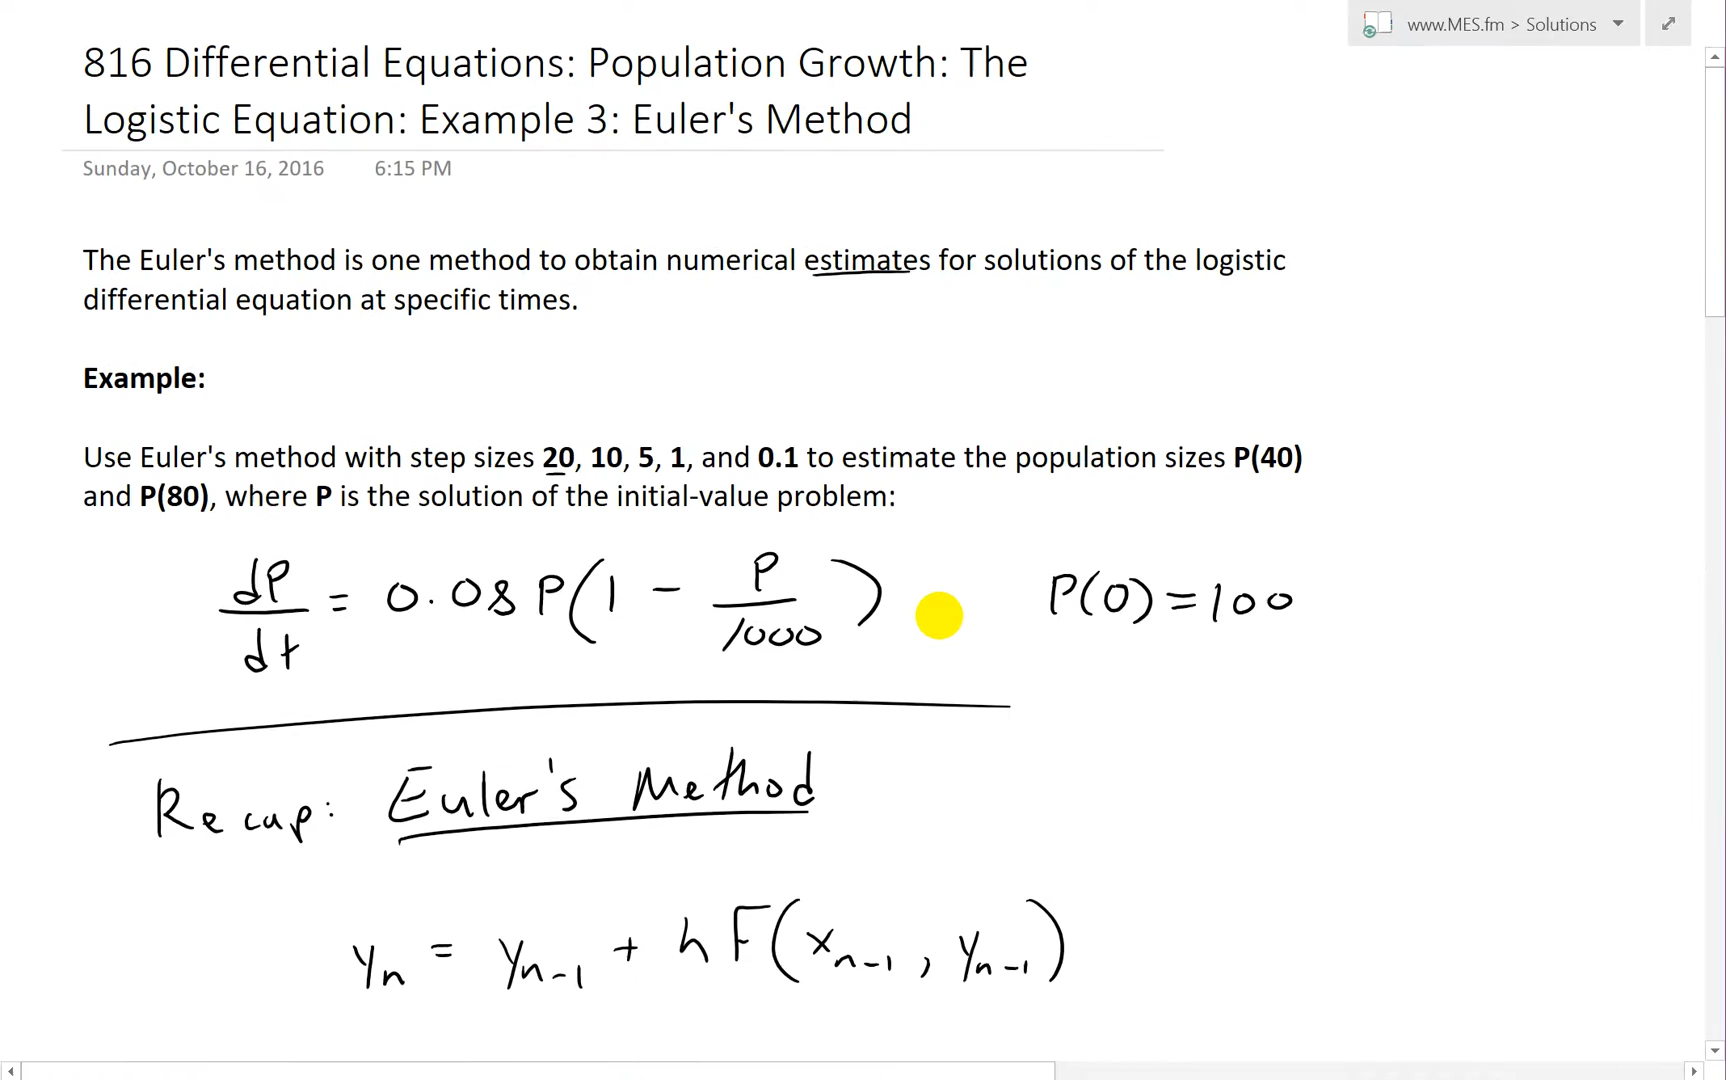 www.MES.fm > Solutions
816 Differential Equations: Population Growth: The
Logistic Equation: Example 3: Euler's Method
Sunday, October 16, 2016 6:15 PM
The Euler's method is one method to obtain numerical estimates for solutions of the logistic
differential equation at specific times.
Example:
Use Euler's method with step sizes 20, 10, 5, 1, and 0.1 to estimate the population sizes P(40)
and P(80), where P is the solution of the initial-value problem:
dP/dt = 0.08P(1 - P/1000) P(0) = 100
Recap: Euler's Method
yₙ = yₙ₋₁ + hF(xₙ₋₁, yₙ₋₁)